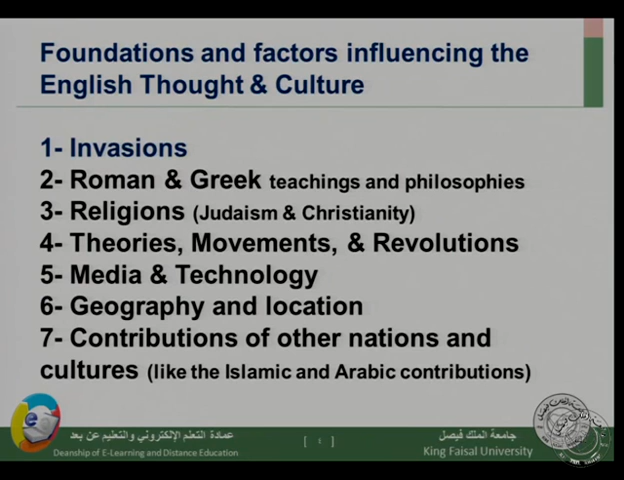 Foundations and factors influencing the
English Thought & Culture
1- Invasions
2- Roman & Greek teachings and philosophies
3- Religions (Judaism & Christianity)
4- Theories, Movements, & Revolutions
5- Media & Technology
6- Geography and location
7- Contributions of other nations and
cultures (like the Islamic and Arabic contributions)
عمادة التعلم الإلكتروني والتعليم عن بعد
Deanship of E-Learning and Distance Education
[ ٤ ]
جامعة الملك فيصل
King Faisal University